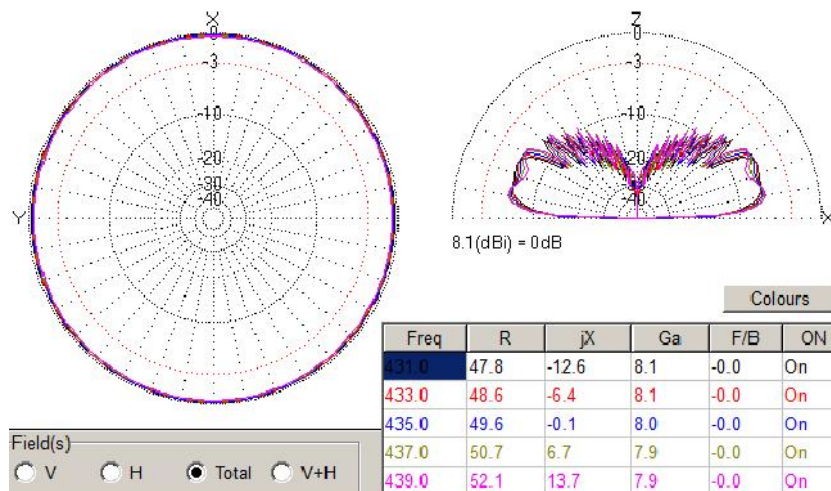 X
0
-3
-10
-20
-30
-40
Y
Z
0
-3
-10
-20
-40
X
8.1(dBi) = 0dB
Colours
Freq R jX Ga F/B ON
431.0 47.8 -12.6 8.1 -0.0 On
433.0 48.6 -6.4 8.1 -0.0 On
435.0 49.6 -0.1 8.0 -0.0 On
437.0 50.7 6.7 7.9 -0.0 On
439.0 52.1 13.7 7.9 -0.0 On
Field(s)
V H Total V+H